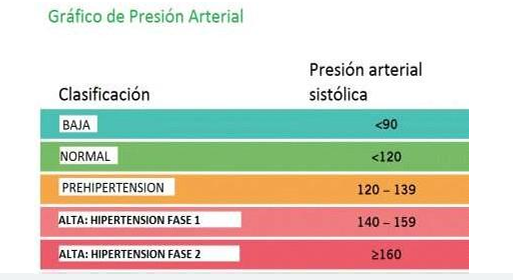 Gráfico de Presión Arterial
Presión arterial
Clasificación sistólica
BAJA <90
NORMAL <120
PREHIPERTENSION 120 – 139
ALTA: HIPERTENSION FASE 1 140 – 159
ALTA: HIPERTENSION FASE 2 ≥160